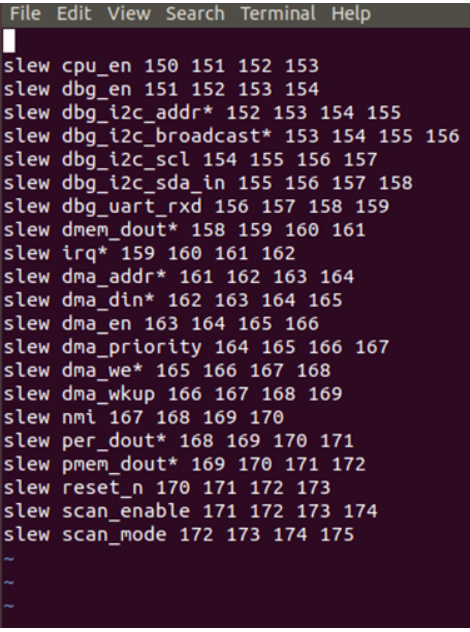 File Edit View Search Terminal Help
slew cpu_en 150 151 152 153
slew dbg_en 151 152 153 154
slew dbg_i2c_addr* 152 153 154 155
slew dbg_i2c_broadcast* 153 154 155 156
slew dbg_i2c_scl 154 155 156 157
slew dbg_i2c_sda_in 155 156 157 158
slew dbg_uart_rxd 156 157 158 159
slew dmem_dout* 158 159 160 161
slew irq* 159 160 161 162
slew dma_addr* 161 162 163 164
slew dma_din* 162 163 164 165
slew dma_en 163 164 165 166
slew dma_priority 164 165 166 167
slew dma_we* 165 166 167 168
slew dma_wkup 166 167 168 169
slew nmi 167 168 169 170
slew per_dout* 168 169 170 171
slew pmem_dout* 169 170 171 172
slew reset_n 170 171 172 173
slew scan_enable 171 172 173 174
slew scan_mode 172 173 174 175
~
~
~